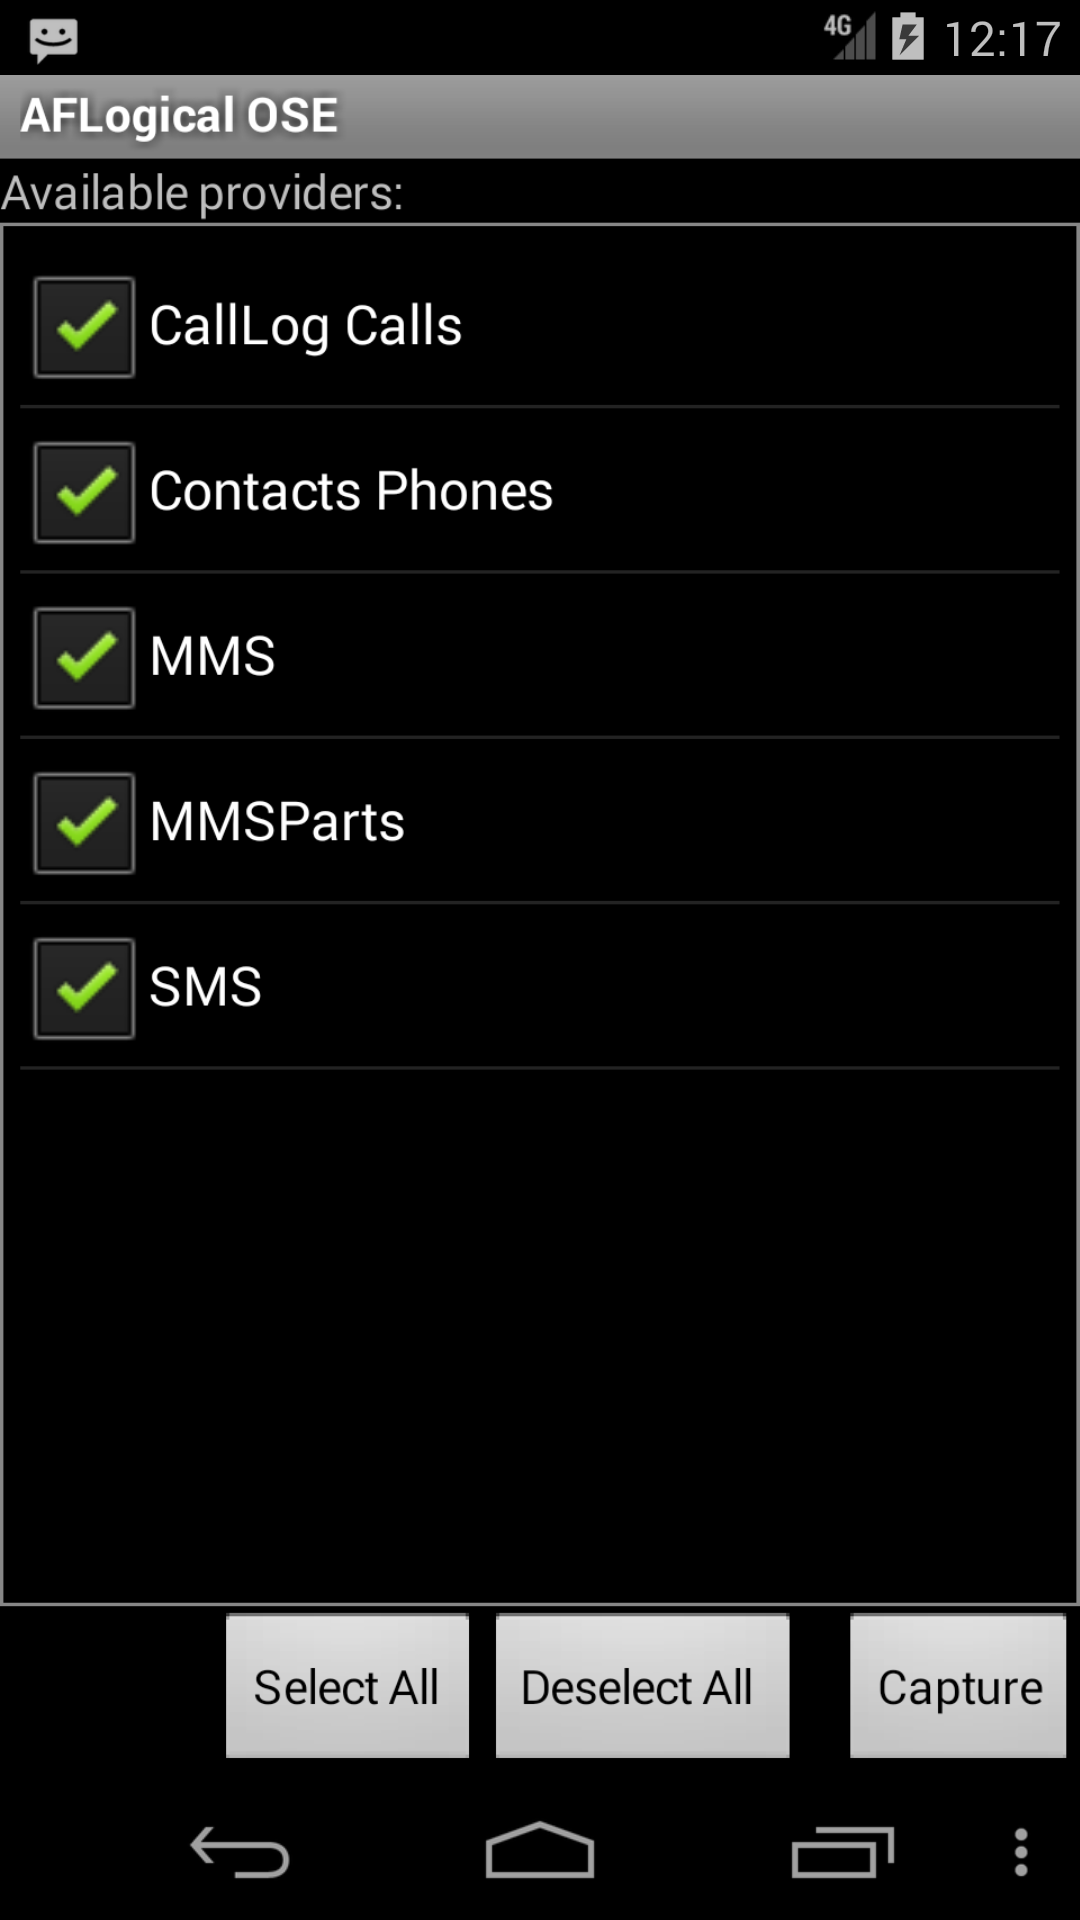 4G 12:17
AFLogical OSE
Available providers:
CallLog Calls
Contacts Phones
MMS
MMSParts
SMS
Select All Deselect All Capture